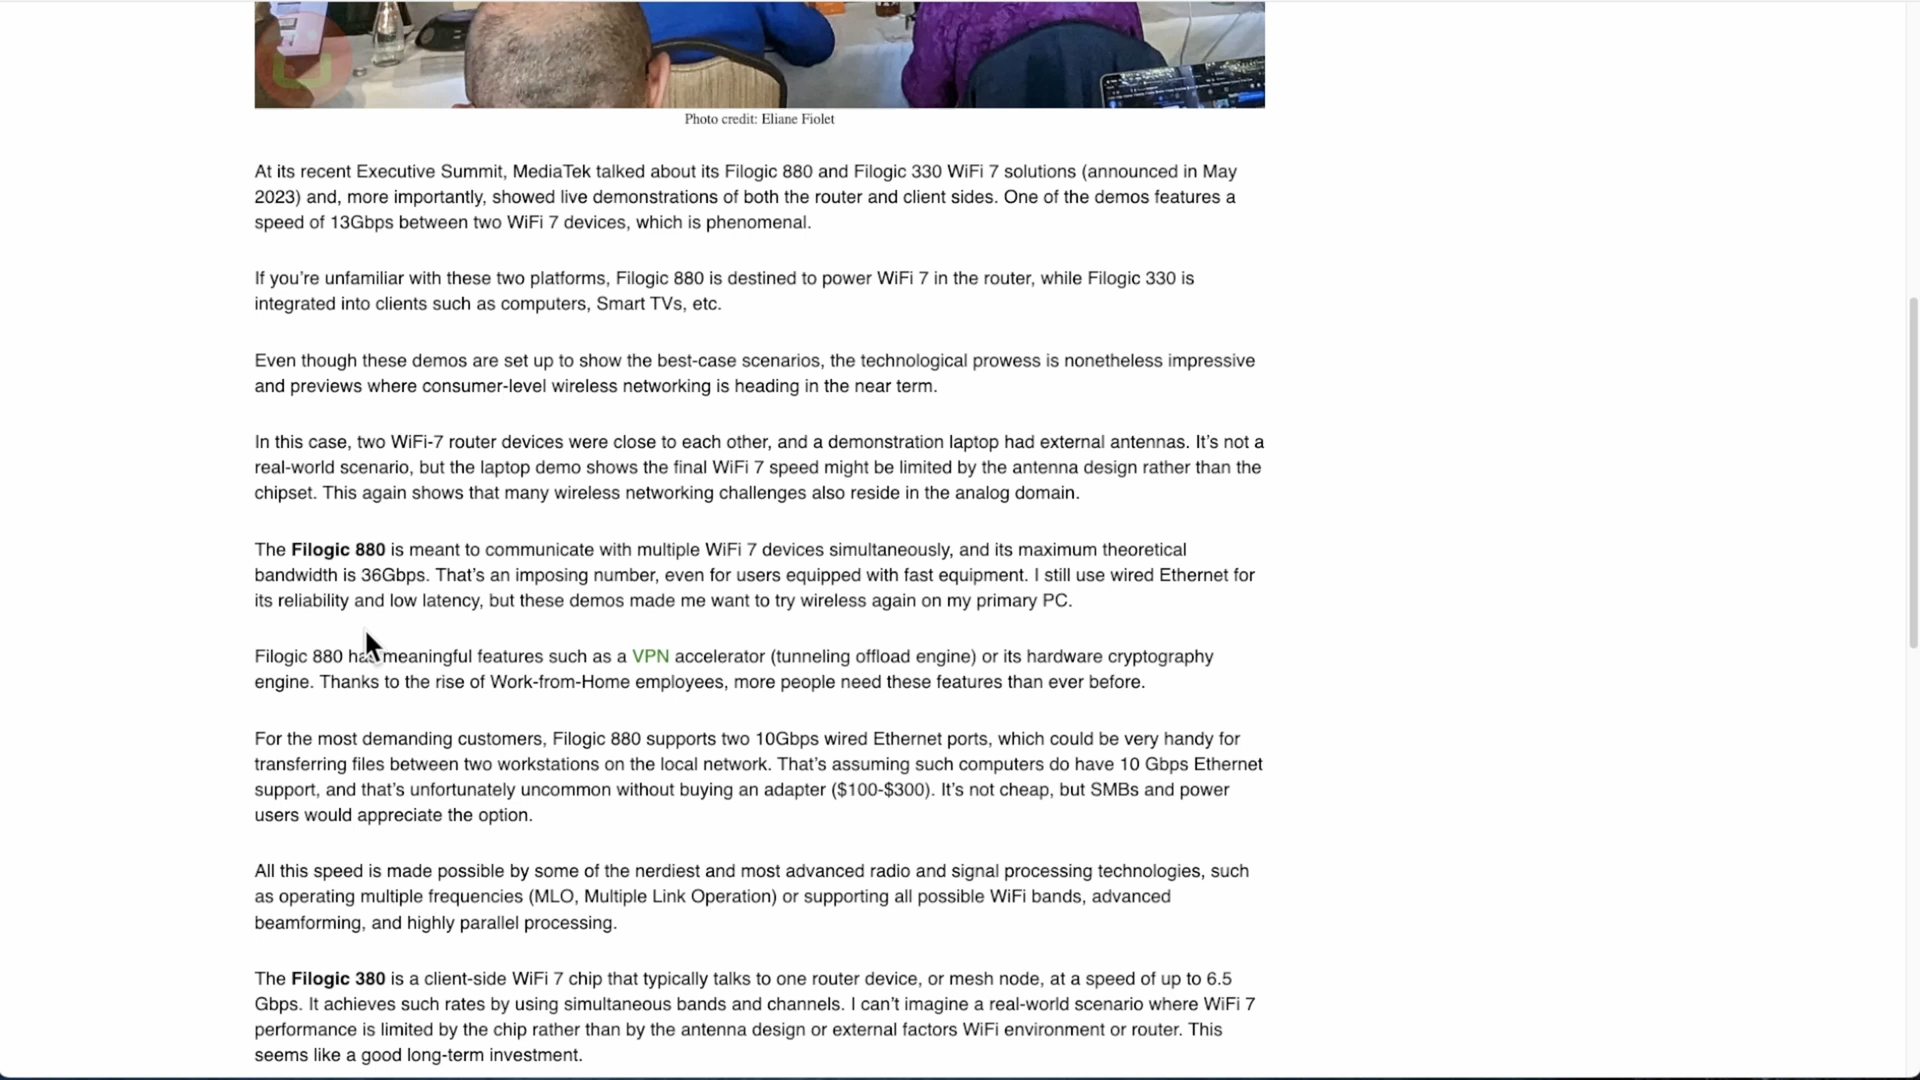 Photo credit: Eliane Fiolet
At its recent Executive Summit, MediaTek talked about its Filogic 880 and Filogic 330 WiFi 7 solutions (announced in May
2023) and, more importantly, showed live demonstrations of both the router and client sides. One of the demos features a
speed of 13Gbps between two WiFi 7 devices, which is phenomenal.
If you’re unfamiliar with these two platforms, Filogic 880 is destined to power WiFi 7 in the router, while Filogic 330 is
integrated into clients such as computers, Smart TVs, etc.
Even though these demos are set up to show the best-case scenarios, the technological prowess is nonetheless impressive
and previews where consumer-level wireless networking is heading in the near term.
In this case, two WiFi-7 router devices were close to each other, and a demonstration laptop had external antennas. It’s not a
real-world scenario, but the laptop demo shows the final WiFi 7 speed might be limited by the antenna design rather than the
chipset. This again shows that many wireless networking challenges also reside in the analog domain.
The Filogic 880 is meant to communicate with multiple WiFi 7 devices simultaneously, and its maximum theoretical
bandwidth is 36Gbps. That’s an imposing number, even for users equipped with fast equipment. I still use wired Ethernet for
its reliability and low latency, but these demos made me want to try wireless again on my primary PC.
Filogic 880 has meaningful features such as a VPN accelerator (tunneling offload engine) or its hardware cryptography
engine. Thanks to the rise of Work-from-Home employees, more people need these features than ever before.
For the most demanding customers, Filogic 880 supports two 10Gbps wired Ethernet ports, which could be very handy for
transferring files between two workstations on the local network. That’s assuming such computers do have 10 Gbps Ethernet
support, and that’s unfortunately uncommon without buying an adapter ($100-$300). It’s not cheap, but SMBs and power
users would appreciate the option.
All this speed is made possible by some of the nerdiest and most advanced radio and signal processing technologies, such
as operating multiple frequencies (MLO, Multiple Link Operation) or supporting all possible WiFi bands, advanced
beamforming, and highly parallel processing.
The Filogic 380 is a client-side WiFi 7 chip that typically talks to one router device, or mesh node, at a speed of up to 6.5
Gbps. It achieves such rates by using simultaneous bands and channels. I can’t imagine a real-world scenario where WiFi 7
performance is limited by the chip rather than by the antenna design or external factors WiFi environment or router. This
seems like a good long-term investment.